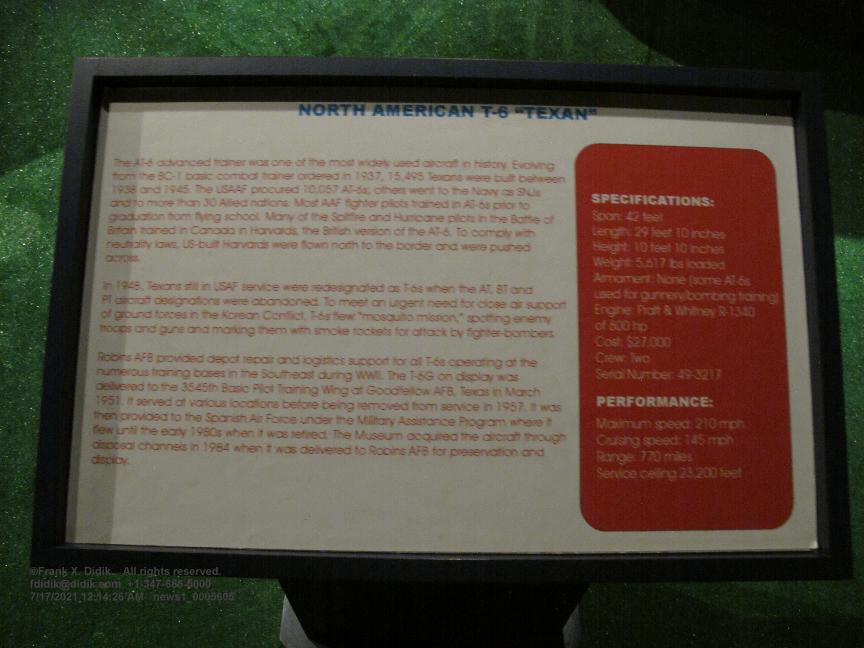 NORTH AMERICAN T-6 "TEXAN"
The AT-6 advanced trainer was one of the most widely used aircraft in history. Evolving
from the BC-1 basic combat trainer ordered in 1937, 15,495 Texans were built between
1938 and 1945. The USAAF procured 10,057 AT-6s; others went to the Navy as SNJs
and to more than 30 Allied nations. Most AAF fighter pilots trained in AT-6s prior to
graduation from flying school. Many of the Spitfire and Hurricane pilots in the Battle of
Britain trained in Canada in Harvards, the British version of the AT-6. To comply with
neutrality laws, US-built Harvards were flown north to the border and were pushed
across.
In 1948, Texans still in USAF service were redesignated as T-6s when the AT, BT and
PT aircraft designations were abandoned. To meet an urgent need for close air support
of ground forces in the Korean Conflict, T-6s flew "mosquito mission," spotting enemy
troops and guns and marking them with smoke rockets for attack by fighter-bombers.
Robins AFB provided depot repair and logistics support for all T-6s operating at the
numerous training bases in the Southeast during WWII. The T-6G on display was
delivered to the 3545th Basic Pilot Training Wing at Goodfellow AFB, Texas in March
1951. It served at various locations before being removed from service in 1957. It was
then provided to the Spanish Air Force under the Military Assistance Program where it
flew until the early 1980s when it was retired. The Museum acquired the aircraft through
disposal channels in 1984 when it was delivered to Robins AFB for preservation and
display.
SPECIFICATIONS:
Span: 42 feet
Length: 29 feet 10 inches
Height: 10 feet 10 inches
Weight: 5,617 lbs loaded
Armament: None (some AT-6s
used for gunnery/bombing training)
Engine: Pratt & Whitney R-1340
of 600 hp
Cost: $27,000
Crew: Two
Serial Number: 49-3217
PERFORMANCE:
Maximum speed: 210 mph
Cruising speed: 145 mph
Range: 770 miles
Service ceiling 23,200 feet
©Frank X. Didik. All rights reserved.
fdidik@didik.com +1-347-666-5000
7/17/2021 12:14:26 AM news1_0005605